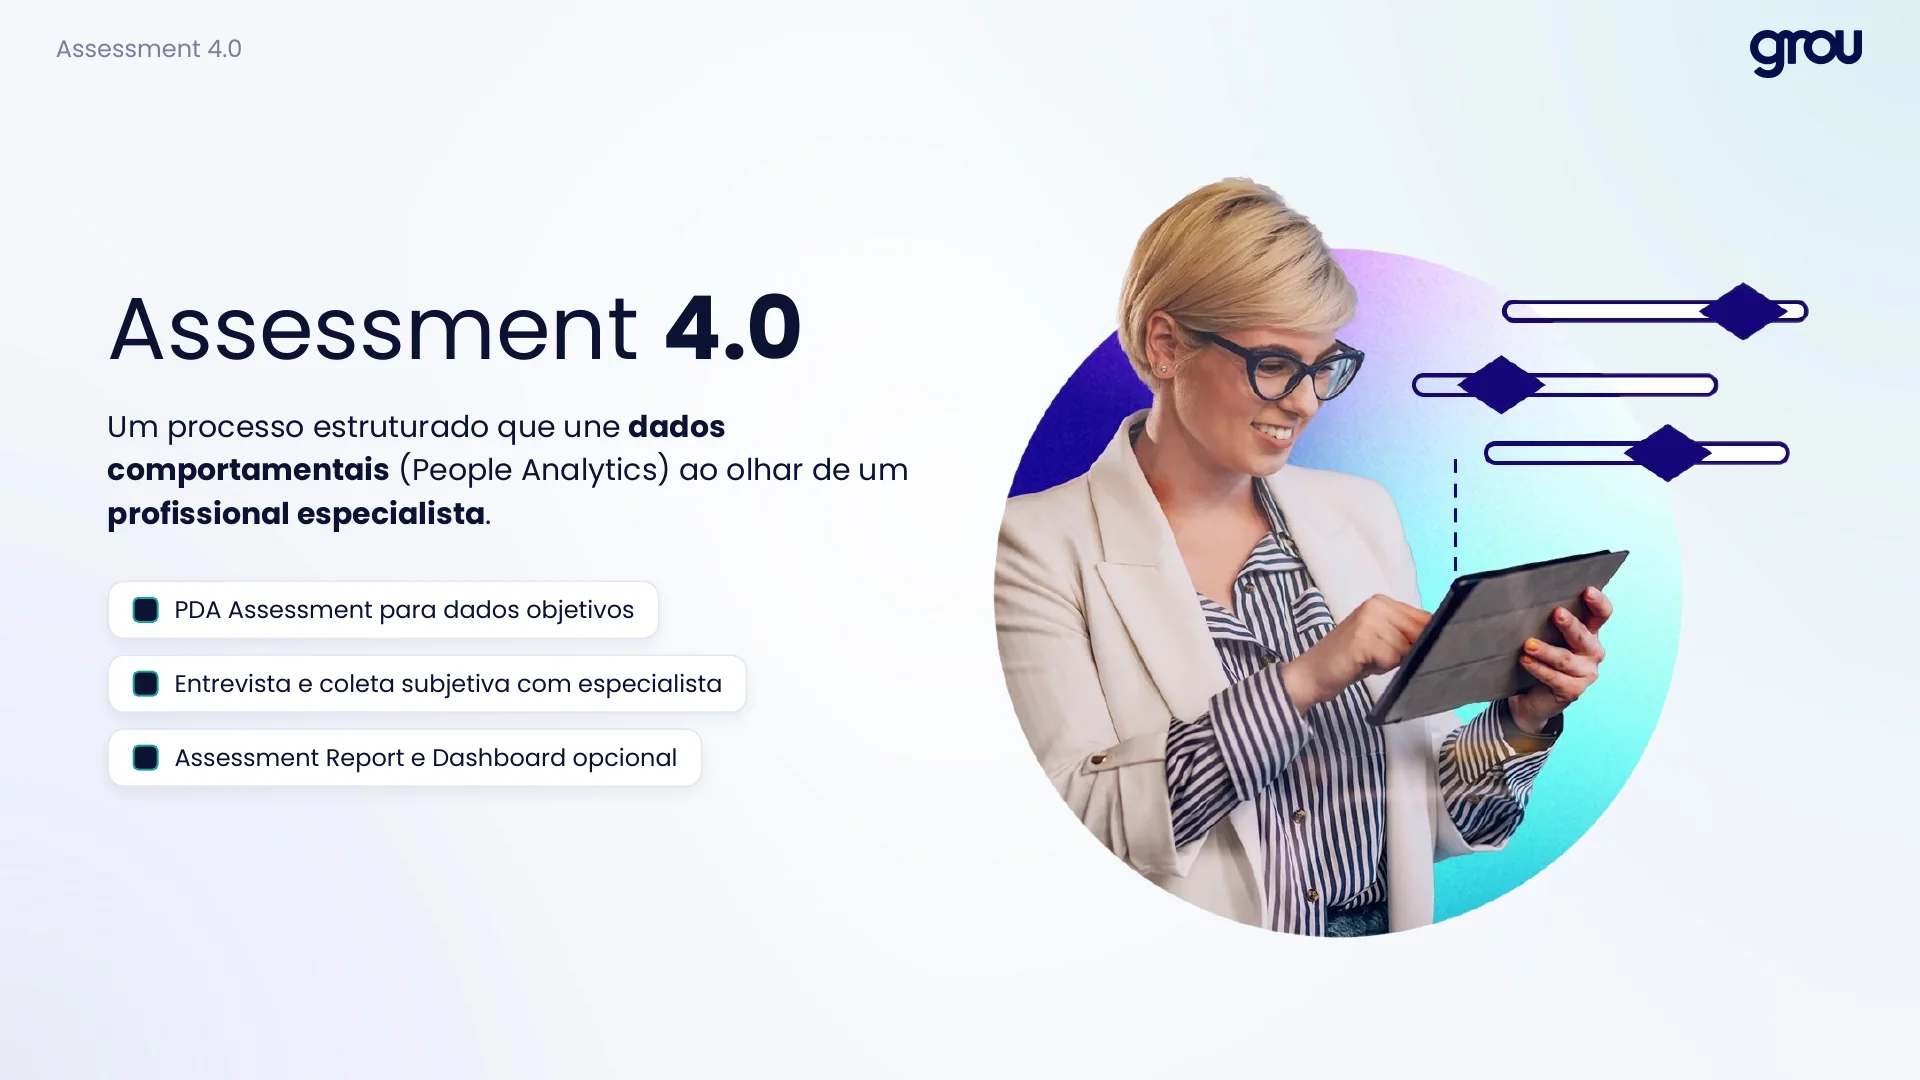 Assessment 4.0
grou
Assessment 4.0
Um processo estruturado que une dados
comportamentais (People Analytics) ao olhar de um
profissional especialista.
PDA Assessment para dados objetivos
Entrevista e coleta subjetiva com especialista
Assessment Report e Dashboard opcional